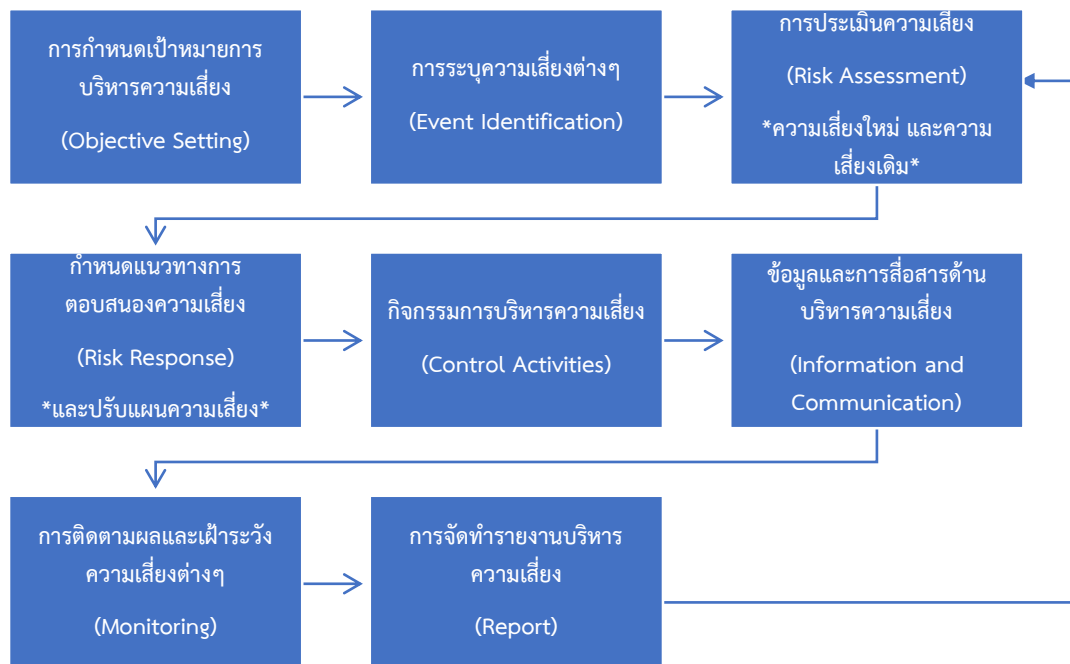 การกำหนดเป้าหมายการ
บริหารความเสี่ยง
(Objective Setting)
การระบุความเสี่ยงต่างๆ
(Event Identification)
การประเมินความเสี่ยง
(Risk Assessment)
*ความเสี่ยงใหม่ และความ
เสี่ยงเดิม*
กำหนดแนวทางการ
ตอบสนองความเสี่ยง
(Risk Response)
*และปรับแผนความเสี่ยง*
กิจกรรมการบริหารความเสี่ยง
(Control Activities)
ข้อมูลและการสื่อสารด้าน
บริหารความเสี่ยง
(Information and
Communication)
การติดตามผลและเฝ้าระวัง
ความเสี่ยงต่างๆ
(Monitoring)
การจัดทำรายงานบริหาร
ความเสี่ยง
(Report)